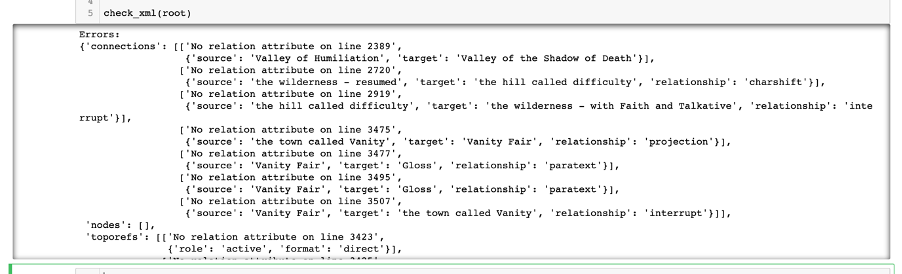 4
5 check_xml(root)
Errors:
{'connections': [['No relation attribute on line 2389',
{'source': 'Valley of Humiliation', 'target': 'Valley of the Shadow of Death'}],
['No relation attribute on line 2720',
{'source': 'the wilderness - resumed', 'target': 'the hill called difficulty', 'relationship': 'charshift'}],
['No relation attribute on line 2919',
{'source': 'the hill called difficulty', 'target': 'the wilderness - with Faith and Talkative', 'relationship': 'inte
rrupt'}],
['No relation attribute on line 3475',
{'source': 'the town called Vanity', 'target': 'Vanity Fair', 'relationship': 'projection'}],
['No relation attribute on line 3477',
{'source': 'Vanity Fair', 'target': 'Gloss', 'relationship': 'paratext'}],
['No relation attribute on line 3495',
{'source': 'Vanity Fair', 'target': 'Gloss', 'relationship': 'paratext'}],
['No relation attribute on line 3507',
{'source': 'Vanity Fair', 'target': 'the town called Vanity', 'relationship': 'interrupt'}]],
'nodes': [],
'toporefs': [['No relation attribute on line 3423',
{'role': 'active', 'format': 'direct'}],